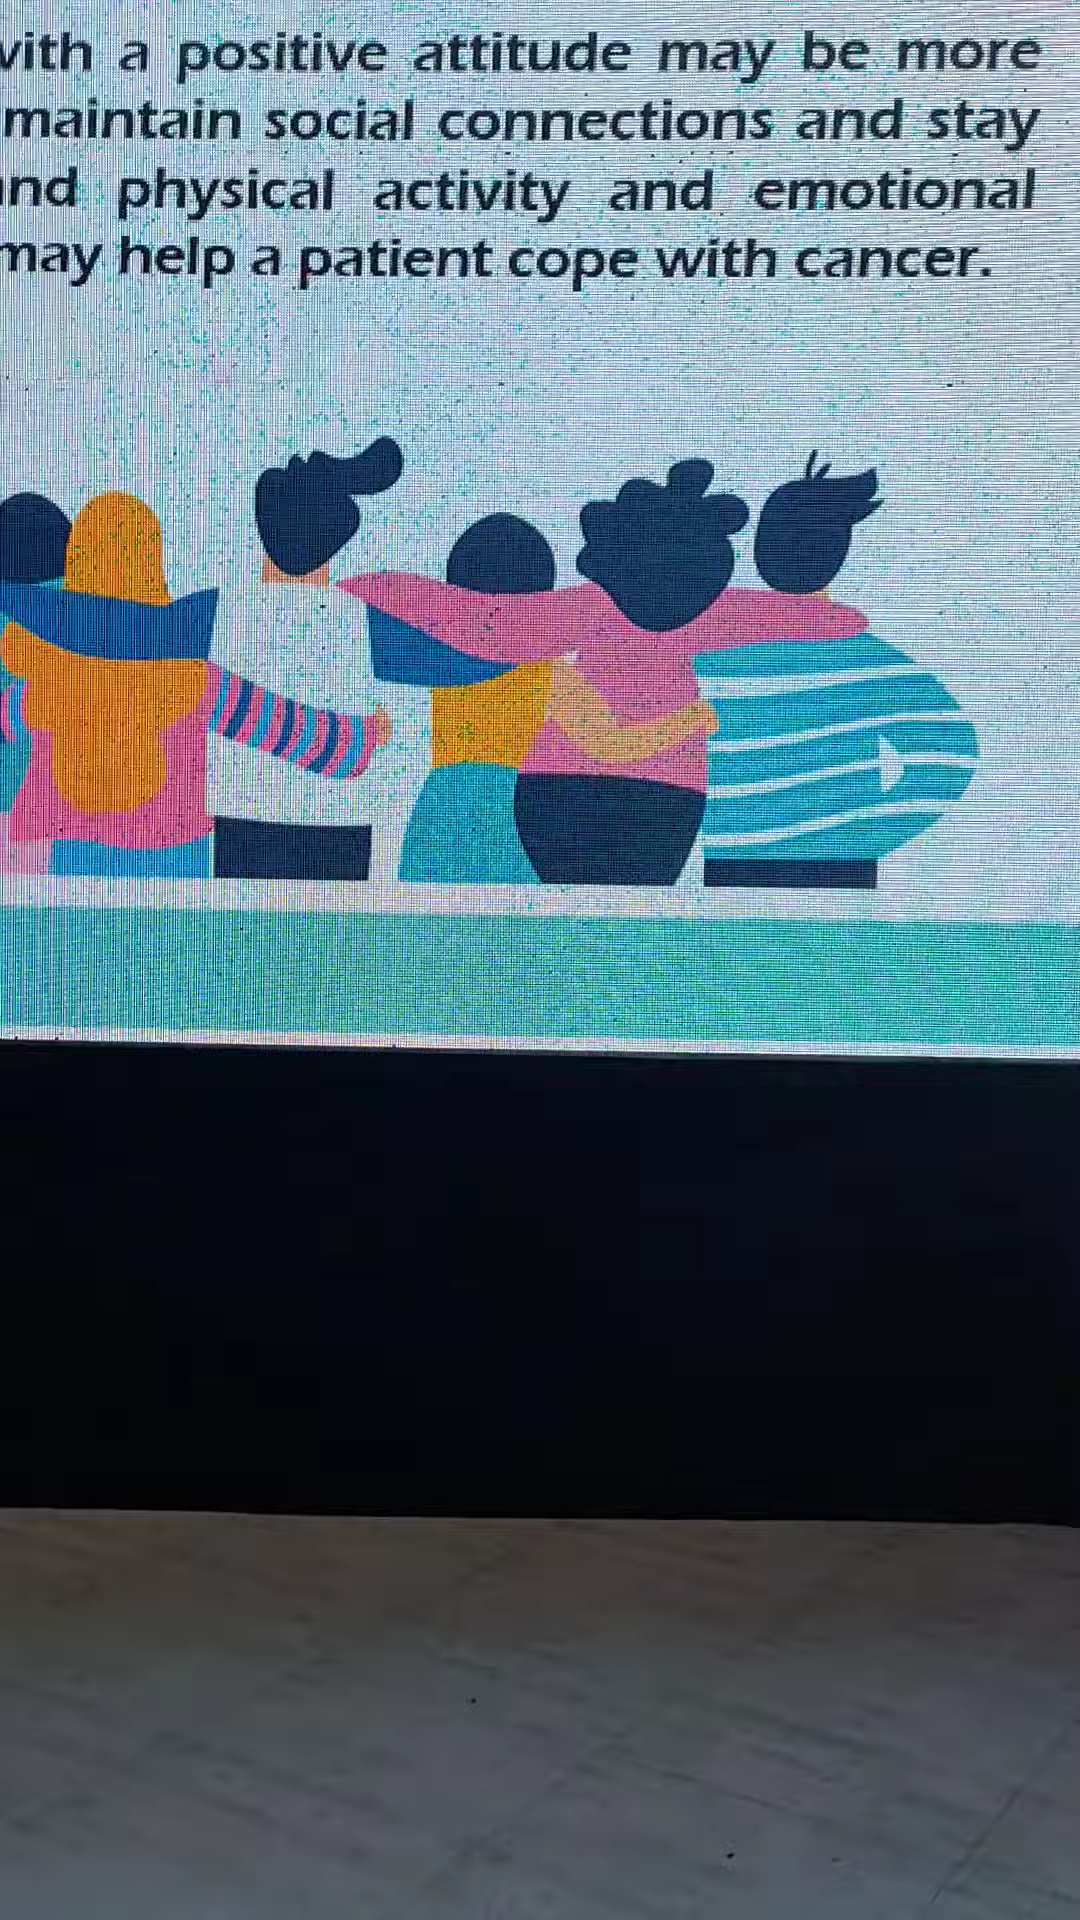 with a positive attitude may be more
maintain social connections and stay
and physical activity and emotional
may help a patient cope with cancer.